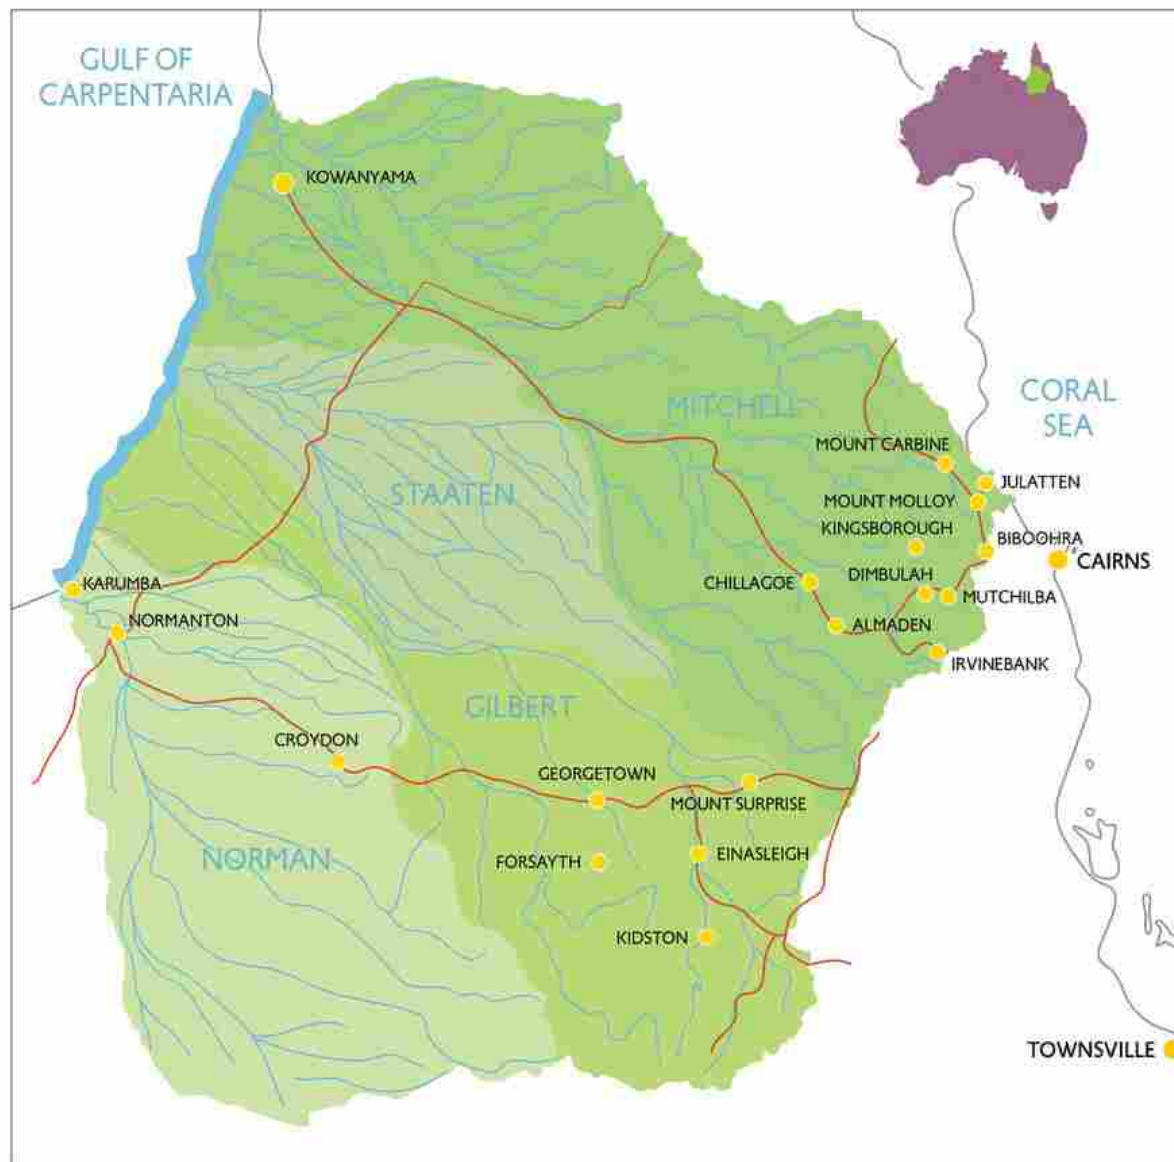 GULF OF
CARPENTARIA
KOWANYAMA
MITCHELL
CORAL
SEA
MOUNT CARBINE
JULATTEN
STAATEN
MOUNT MOLLOY
KINGSBOROUGH
BIBOOHRA
CAIRNS
KARUMBA
CHILLAGOE
DIMBULAH
MUTCHILBA
NORMANTON
ALMADEN
IRVINEBANK
GILBERT
CROYDON
GEORGETOWN
MOUNT SURPRISE
NORMAN
FORSAYTH
EINASLEIGH
KIDSTON
TOWNSVILLE